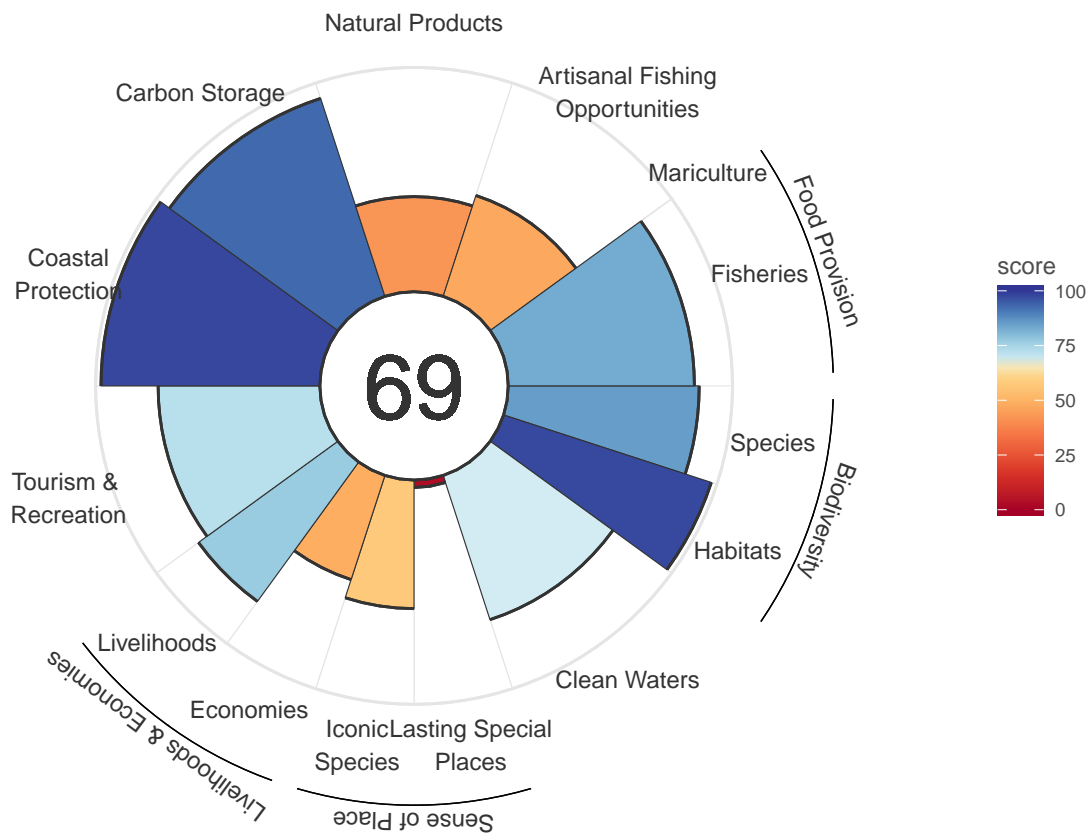 Natural Products
Artisanal Fishing
Opportunities
Carbon Storage
Mariculture
Food Provision
Fisheries
Coastal
Protection
score
100
75
50
25
0
69
Species
Biodiversity
Habitats
Tourism &
Recreation
Livelihoods
Livelihoods & Economies
Economies
Clean Waters
Iconic
Species
Lasting Special
Places
Sense of Place